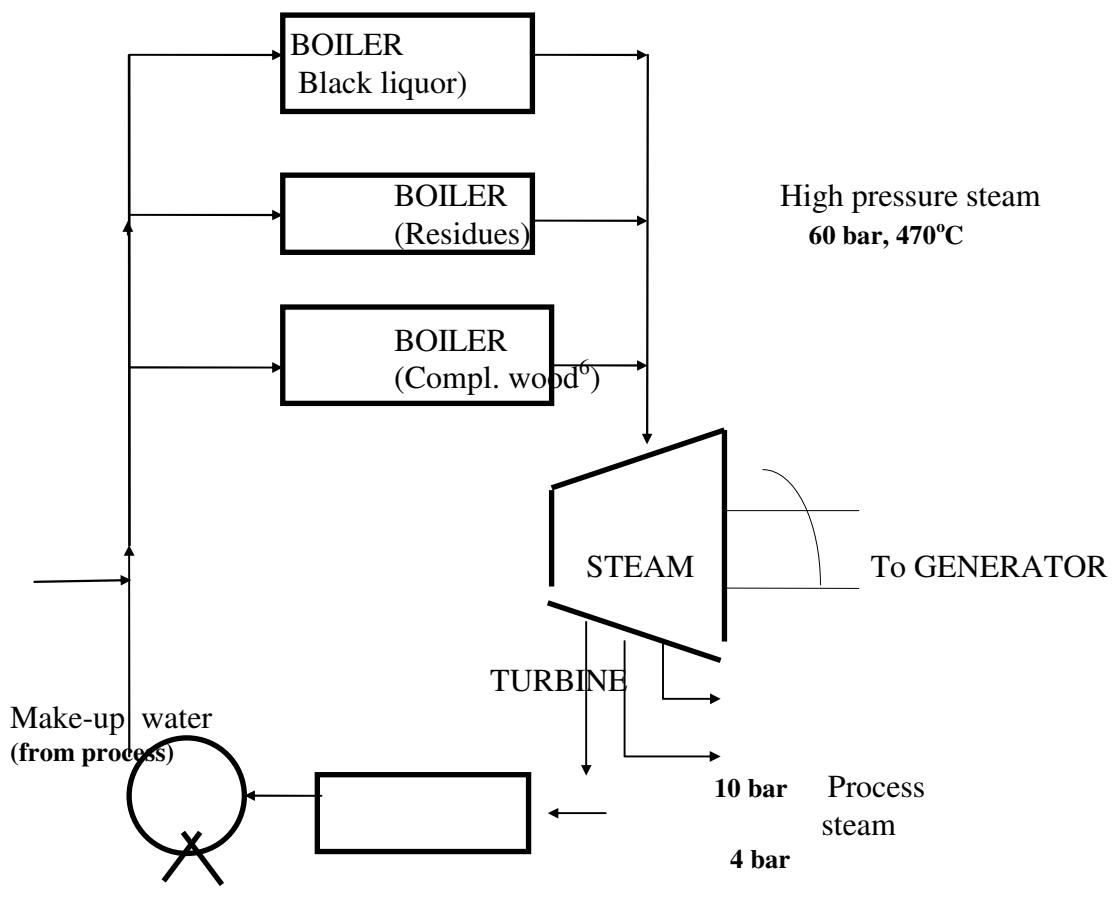 BOILER
Black liquor)
BOILER
(Residues)
High pressure steam
60 bar, 470°C
BOILER
(Compl. wood⁶)
STEAM
To GENERATOR
TURBINE
Make-up water
(from process)
10 bar Process
steam
4 bar